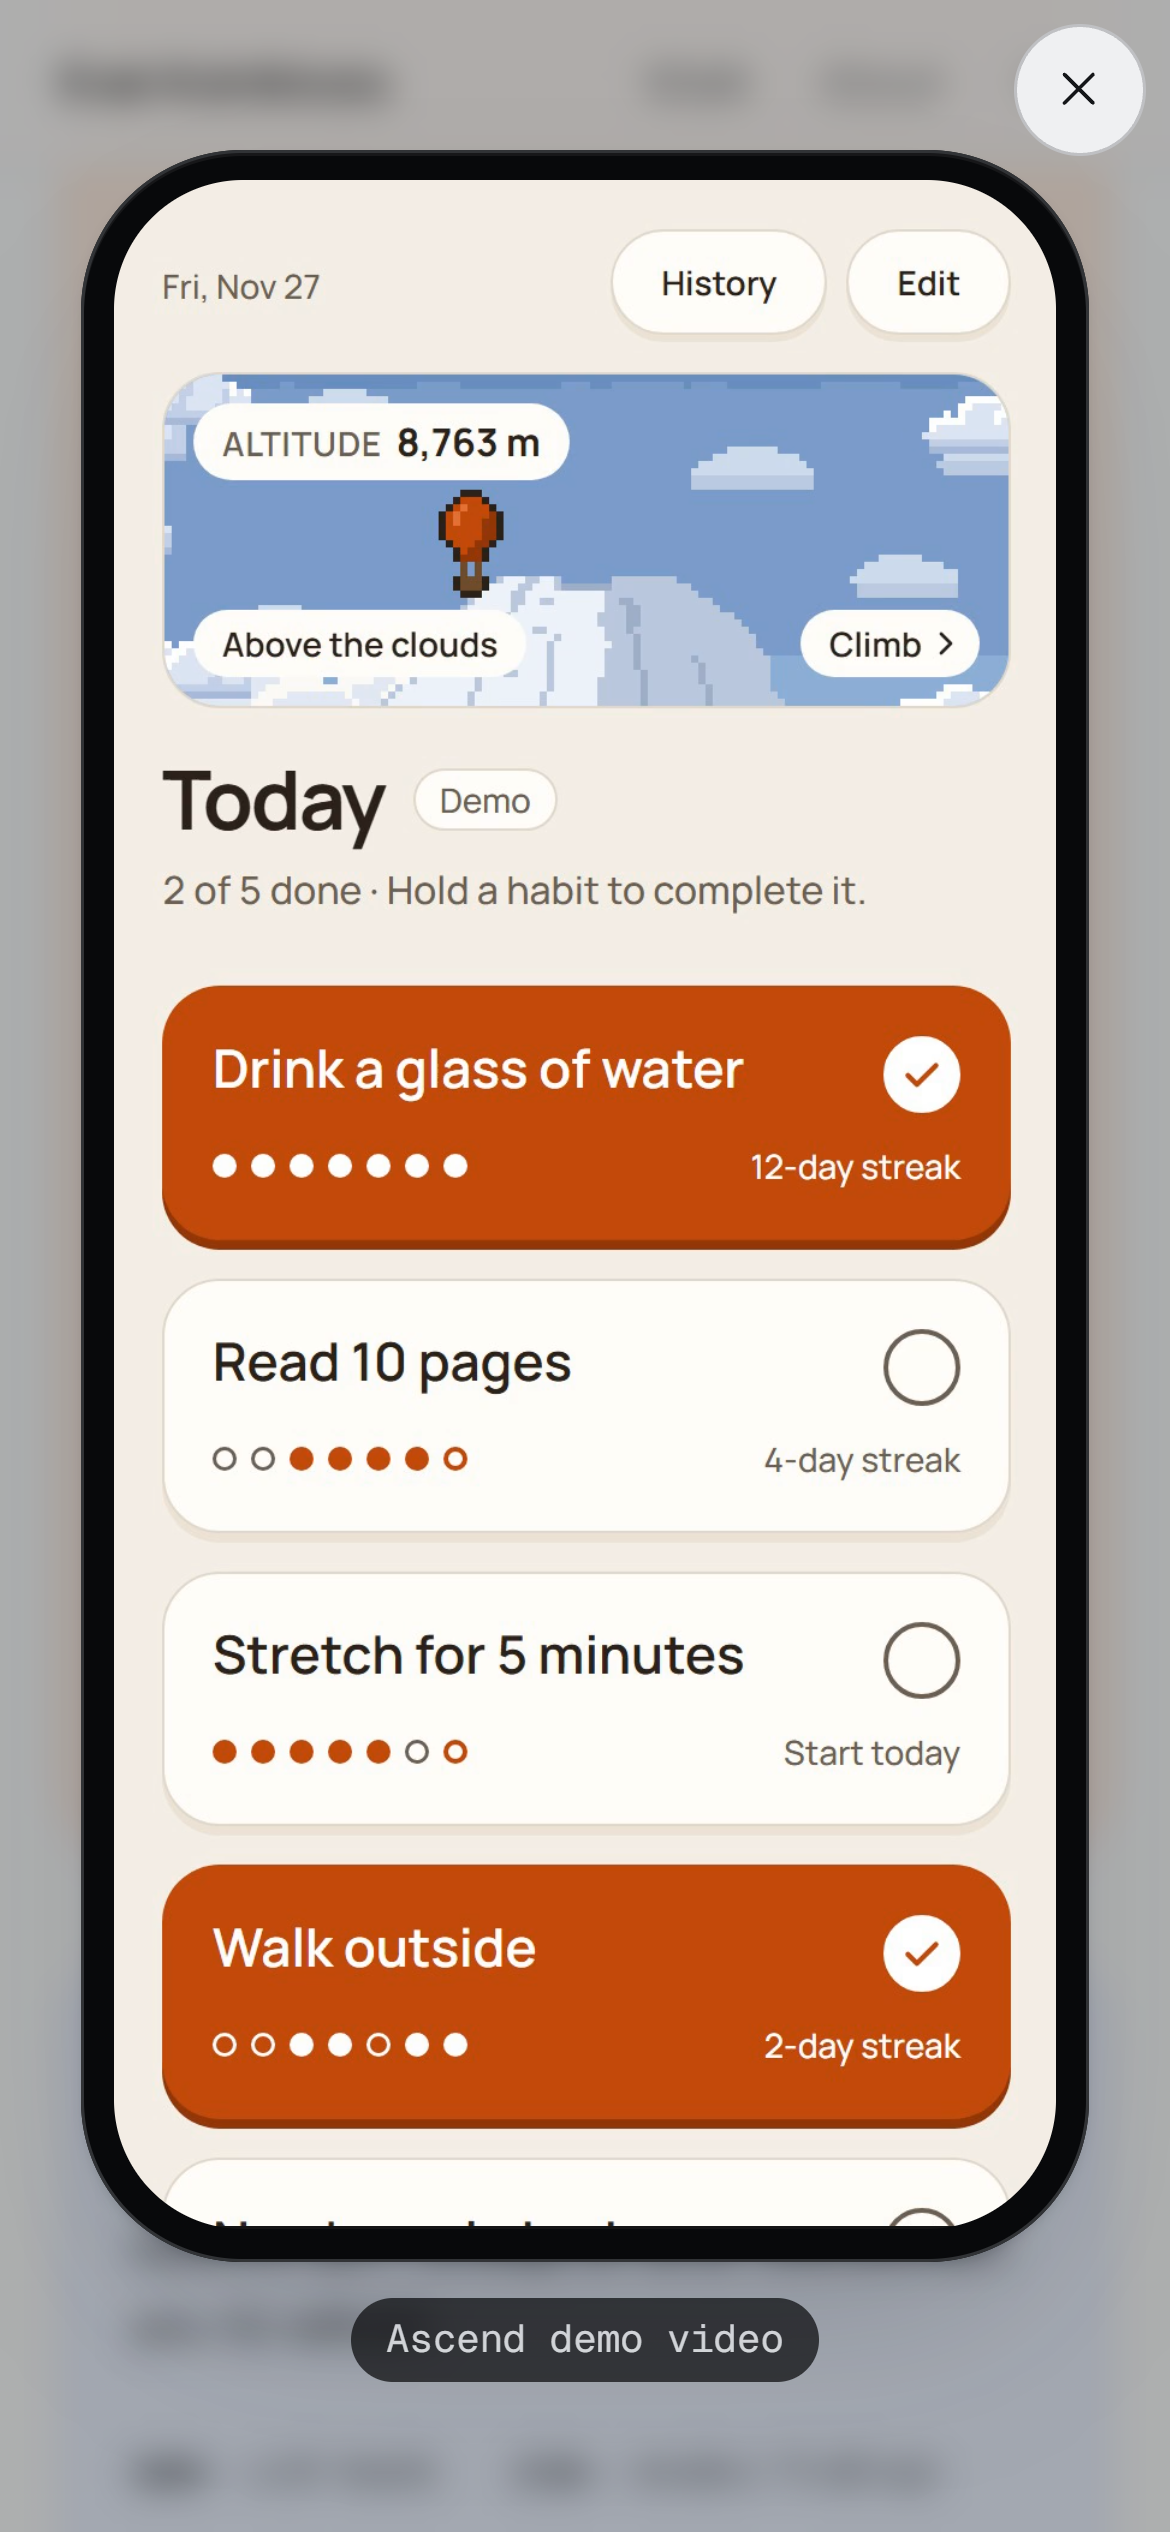 Fri, Nov 27
History
Edit
ALTITUDE 8,763 m
Above the clouds
Climb
Today
Demo
2 of 5 done · Hold a habit to complete it.
Drink a glass of water
12-day streak
Read 10 pages
4-day streak
Stretch for 5 minutes
Start today
Walk outside
2-day streak
Ascend demo video